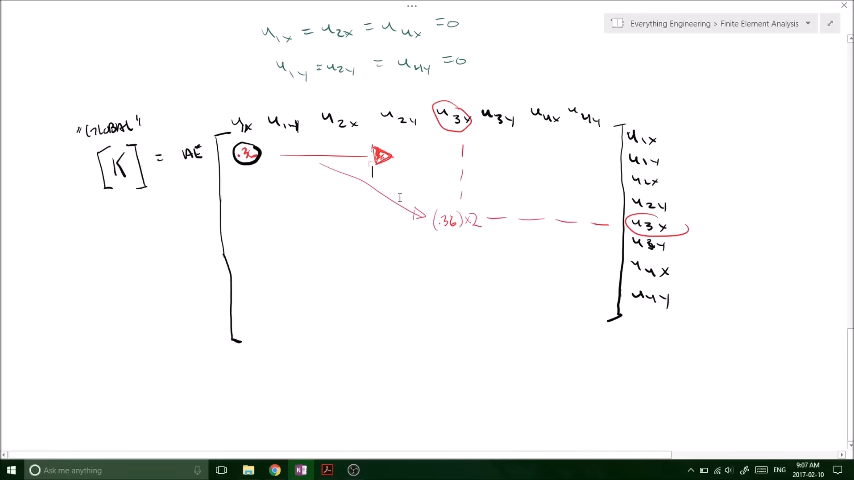 Everything Engineering > Finite Element Analysis
u1x = u2x = u4x = 0
u1y = u2y = u4y = 0
u1x u1y u2x u2y u3x u3y u4x u4y
"GLOBAL"
[K] = AE
.36
I
(.36)x2
u1x
u1y
u2x
u2y
u3x
u3y
u4x
u4y
Ask me anything
ENG
9:07 AM
2017-02-10